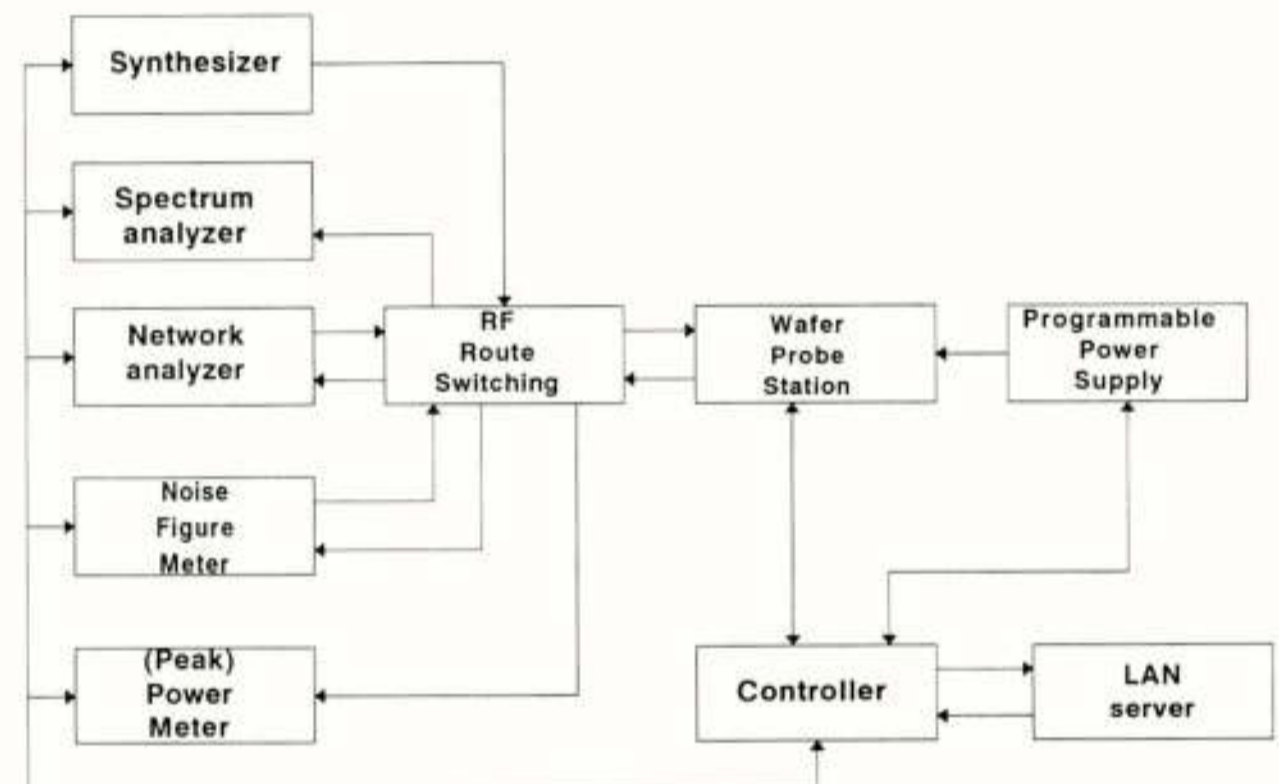 Synthesizer
Spectrum
analyzer
Network
analyzer
RF
Route
Switching
Wafer
Probe
Station
Programmable
Power
Supply
Noise
Figure
Meter
(Peak)
Power
Meter
Controller
LAN
server